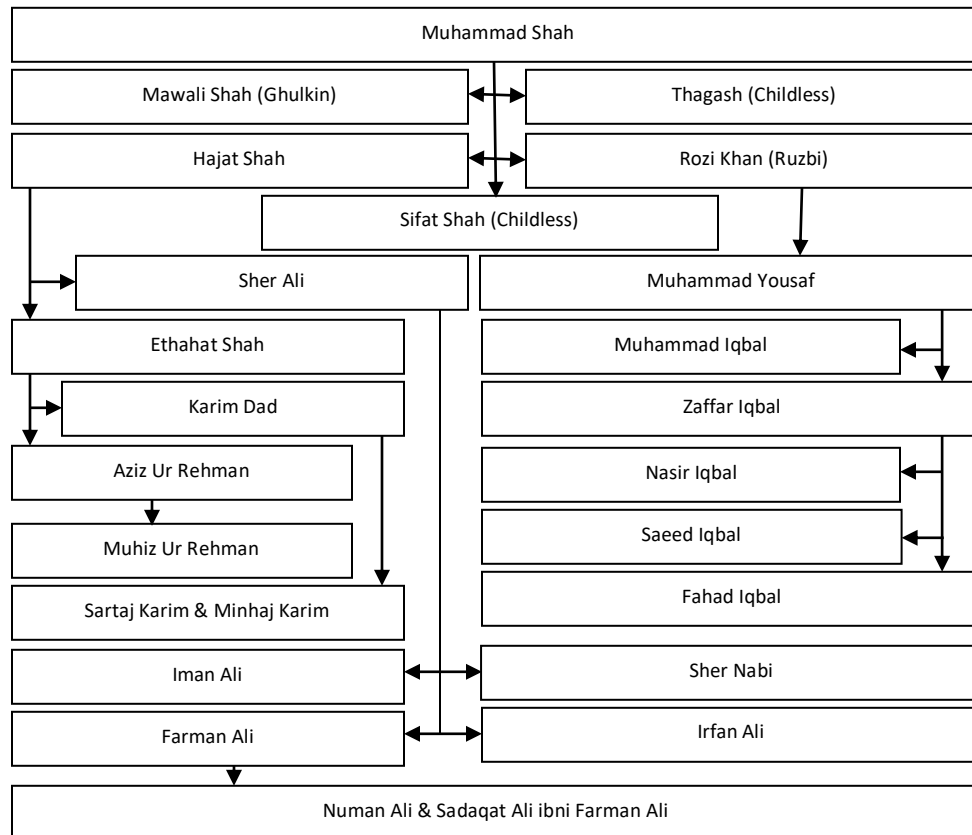 Muhammad Shah
Mawali Shah (Ghulkin)
Thagash (Childless)
Hajat Shah
Rozi Khan (Ruzbi)
Sifat Shah (Childless)
Sher Ali
Muhammad Yousaf
Ethahat Shah
Muhammad Iqbal
Karim Dad
Zaffar Iqbal
Aziz Ur Rehman
Nasir Iqbal
Muhiz Ur Rehman
Saeed Iqbal
Sartaj Karim & Minhaj Karim
Fahad Iqbal
Iman Ali
Sher Nabi
Farman Ali
Irfan Ali
Numan Ali & Sadaqat Ali ibni Farman Ali